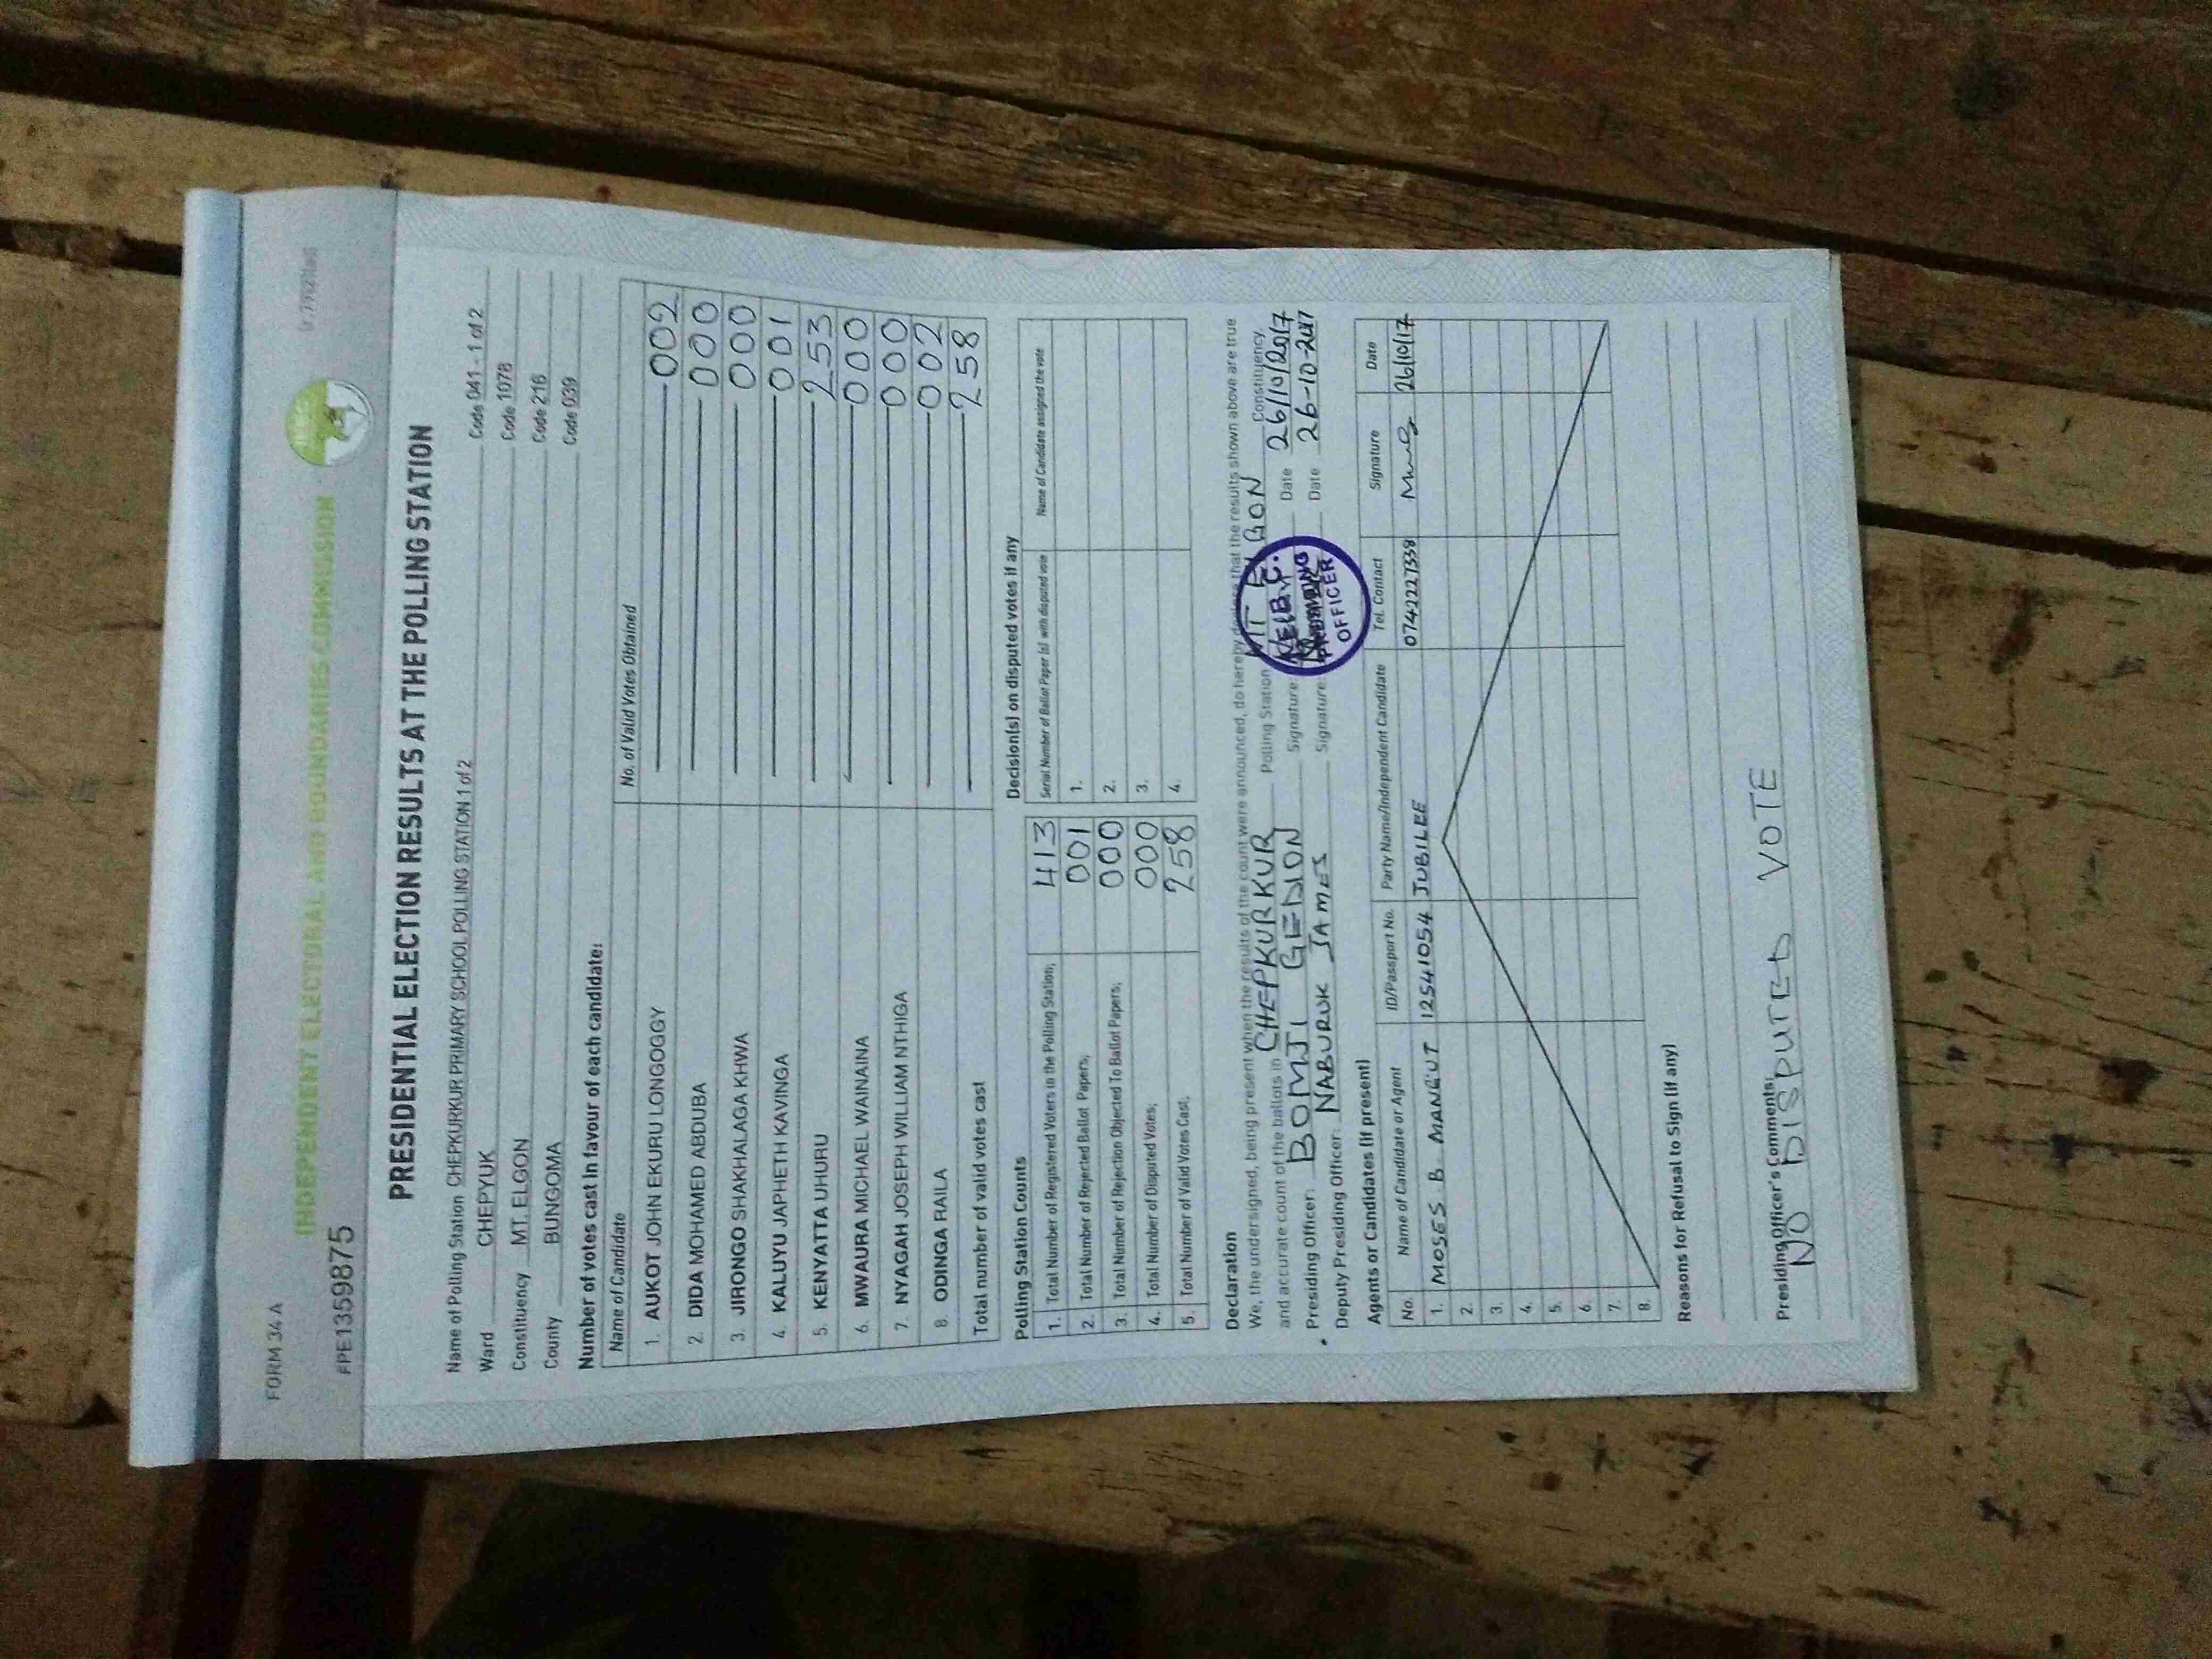 FORM 34 A
INDEPENDENT ELECTORAL AND BOUNDARIES COMMISSION
FPE1359875
PRESIDENTIAL ELECTION RESULTS AT THE POLLING STATION
Name of Polling Station CHEPKURKUR PRIMARY SCHOOL POLLING STATION 1 of 2 Code 041 - 1 of 2
Ward CHEPYUK Code 1078
Constituency MT. ELGON Code 216
County BUNGOMA Code 039
Number of votes cast in favour of each candidate:
Name of Candidate No. of Valid Votes Obtained
1. AUKOT JOHN EKURU LONGOGGY 002
2. DIDA MOHAMED ABDUBA 000
3. JIRONGO SHAKHALAGA KHWA 000
4. KALUYU JAPHETH KAVINGA 001
5. KENYATTA UHURU 253
6. MWAURA MICHAEL WAINAINA 000
7. NYAGAH JOSEPH WILLIAM NTHIGA 000
8. ODINGA RAILA 002
Total number of valid votes cast 258
Polling Station Counts
1. Total Number of Registered Voters in the Polling Station; 413
2. Total Number of Rejected Ballot Papers; 001
3. Total Number of Rejection Objected To Ballot Papers; 000
4. Total Number of Disputed Votes; 000
5. Total Number of Valid Votes Cast; 258
Decision(s) on disputed votes if any
Serial Number of Ballot Paper (s) with disputed vote Name of Candidate assigned the vote
1.
2.
3.
4.
Declaration
We, the undersigned, being present when the results of the count were announced, do hereby declare that the results shown above are true
and accurate count of the ballots in CHEPKURKUR Polling Station MT ELGON Constituency.
Presiding Officer: BOMJI GEDION Signature: Date 26/10/2017
Deputy Presiding Officer: NABURUK JAMES Signature: Date 26-10-2017
OFFICER
Agents or Candidates (if present)
No. Name of Candidate or Agent ID/Passport No. Party Name/Independent Candidate Tel. Contact Signature Date
1. MOSES B. MANGUT 12541054 JUBILEE 0742227338 26/10/17
2.
3.
4.
5.
6.
7.
8.
Reasons for Refusal to Sign (if any)
Presiding Officer's Comments:
NO DISPUTED VOTE